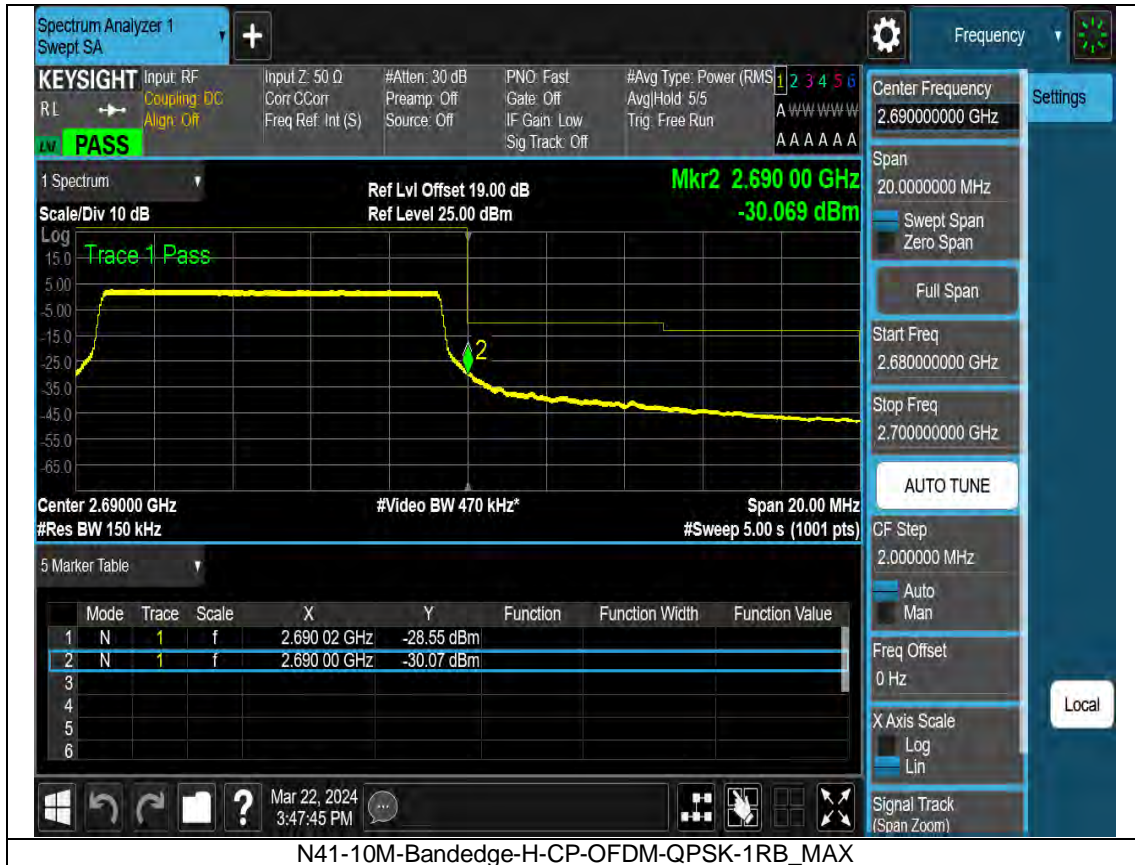 Spectrum Analyzer 1
Swept SA
Frequency
KEYSIGHT
RL
PASS
Input: RF
Coupling: DC
Align: Off
Input Z: 50 Ω
Corr CCorr
Freq Ref: Int (S)
#Atten: 30 dB
Preamp: Off
Source: Off
PNO: Fast
Gate: Off
IF Gain: Low
Sig Track: Off
#Avg Type: Power (RMS
Avg|Hold: 5/5
Trig: Free Run
1 2 3 4 5 6
A W W W W W
A A A A A A
1 Spectrum
Scale/Div 10 dB
Ref Lvl Offset 19.00 dB
Ref Level 25.00 dBm
Mkr2 2.690 00 GHz
-30.069 dBm
Log
Trace 1 Pass
15.0
5.00
-5.00
-15.0
-25.0
-35.0
-45.0
-55.0
-65.0
2
Center 2.69000 GHz
#Video BW 470 kHz*
Span 20.00 MHz
#Res BW 150 kHz
#Sweep 5.00 s (1001 pts)
5 Marker Table
Mode Trace Scale X Y Function Function Width Function Value
1 N 1 f 2.690 02 GHz -28.55 dBm
2 N 1 f 2.690 00 GHz -30.07 dBm
3
4
5
6
Mar 22, 2024
3:47:45 PM
?
Center Frequency
2.690000000 GHz
Settings
Span
20.0000000 MHz
Swept Span
Zero Span
Full Span
Start Freq
2.680000000 GHz
Stop Freq
2.700000000 GHz
AUTO TUNE
CF Step
2.000000 MHz
Auto
Man
Freq Offset
0 Hz
X Axis Scale
Log
Lin
Local
Signal Track
(Span Zoom)
N41-10M-Bandedge-H-CP-OFDM-QPSK-1RB_MAX